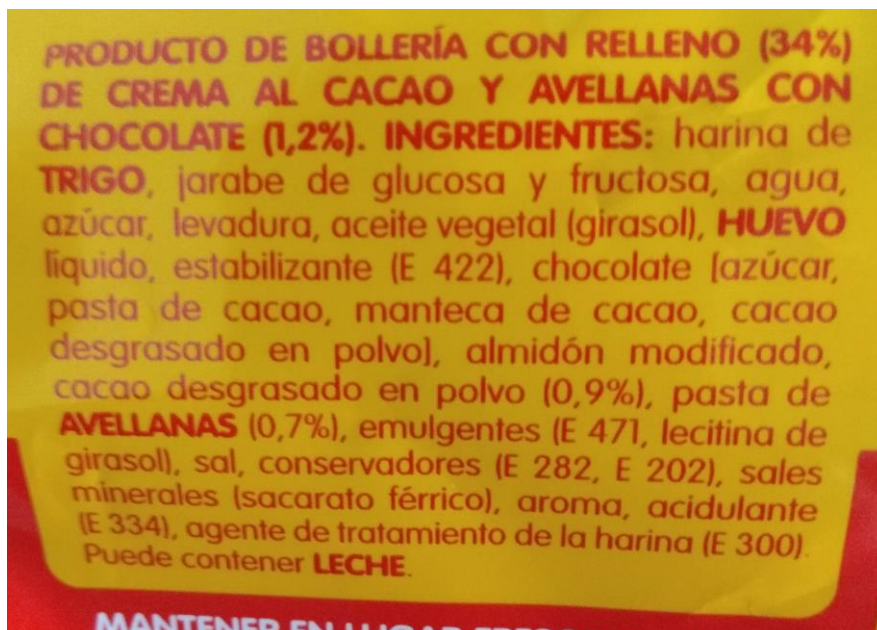 PRODUCTO DE BOLLERÍA CON RELLENO (34%)
DE CREMA AL CACAO Y AVELLANAS CON
CHOCOLATE (1,2%). INGREDIENTES: harina de
TRIGO, jarabe de glucosa y fructosa, agua,
azúcar, levadura, aceite vegetal (girasol), HUEVO
líquido, estabilizante (E 422), chocolate [azúcar,
pasta de cacao, manteca de cacao, cacao
desgrasado en polvo], almidón modificado,
cacao desgrasado en polvo (0,9%), pasta de
AVELLANAS (0,7%), emulgentes (E 471, lecitina de
girasol), sal, conservadores (E 282, E 202), sales
minerales (sacarato férrico), aroma, acidulante
(E 334), agente de tratamiento de la harina (E 300).
Puede contener LECHE.
MANTENER EN LUGAR